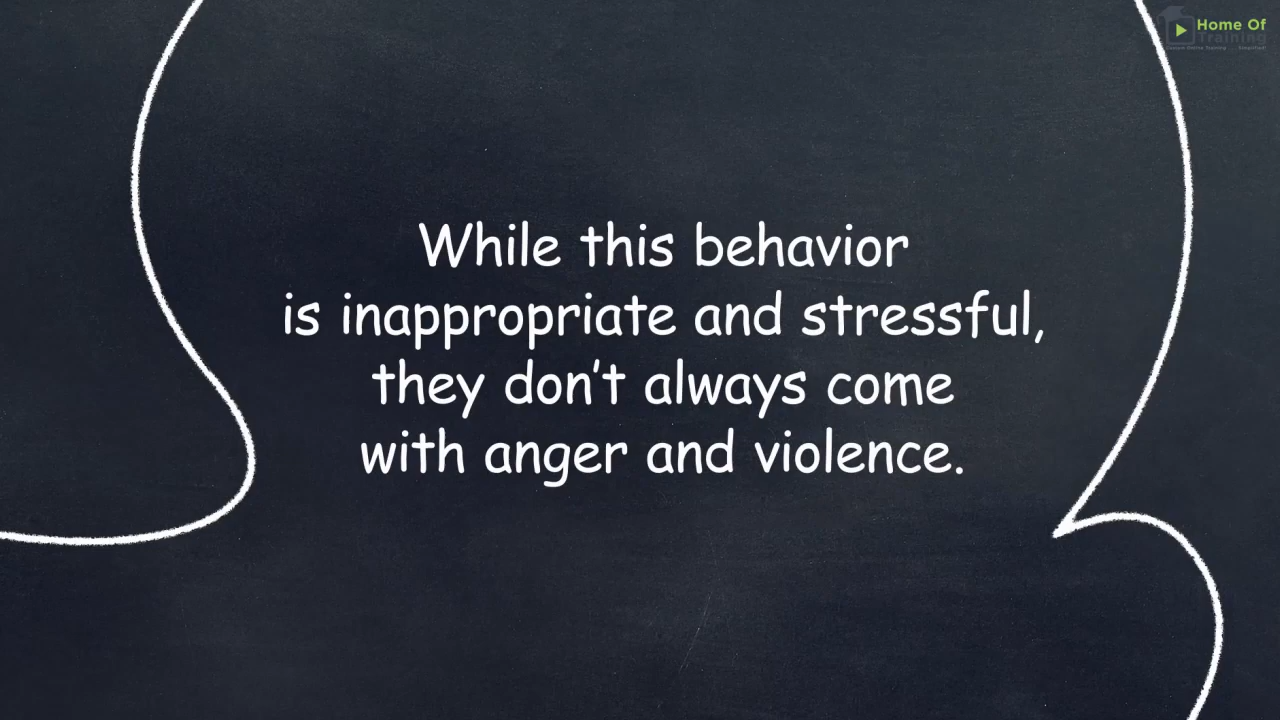 Home Of
Training
While this behavior
is inappropriate and stressful,
they don't always come
with anger and violence.